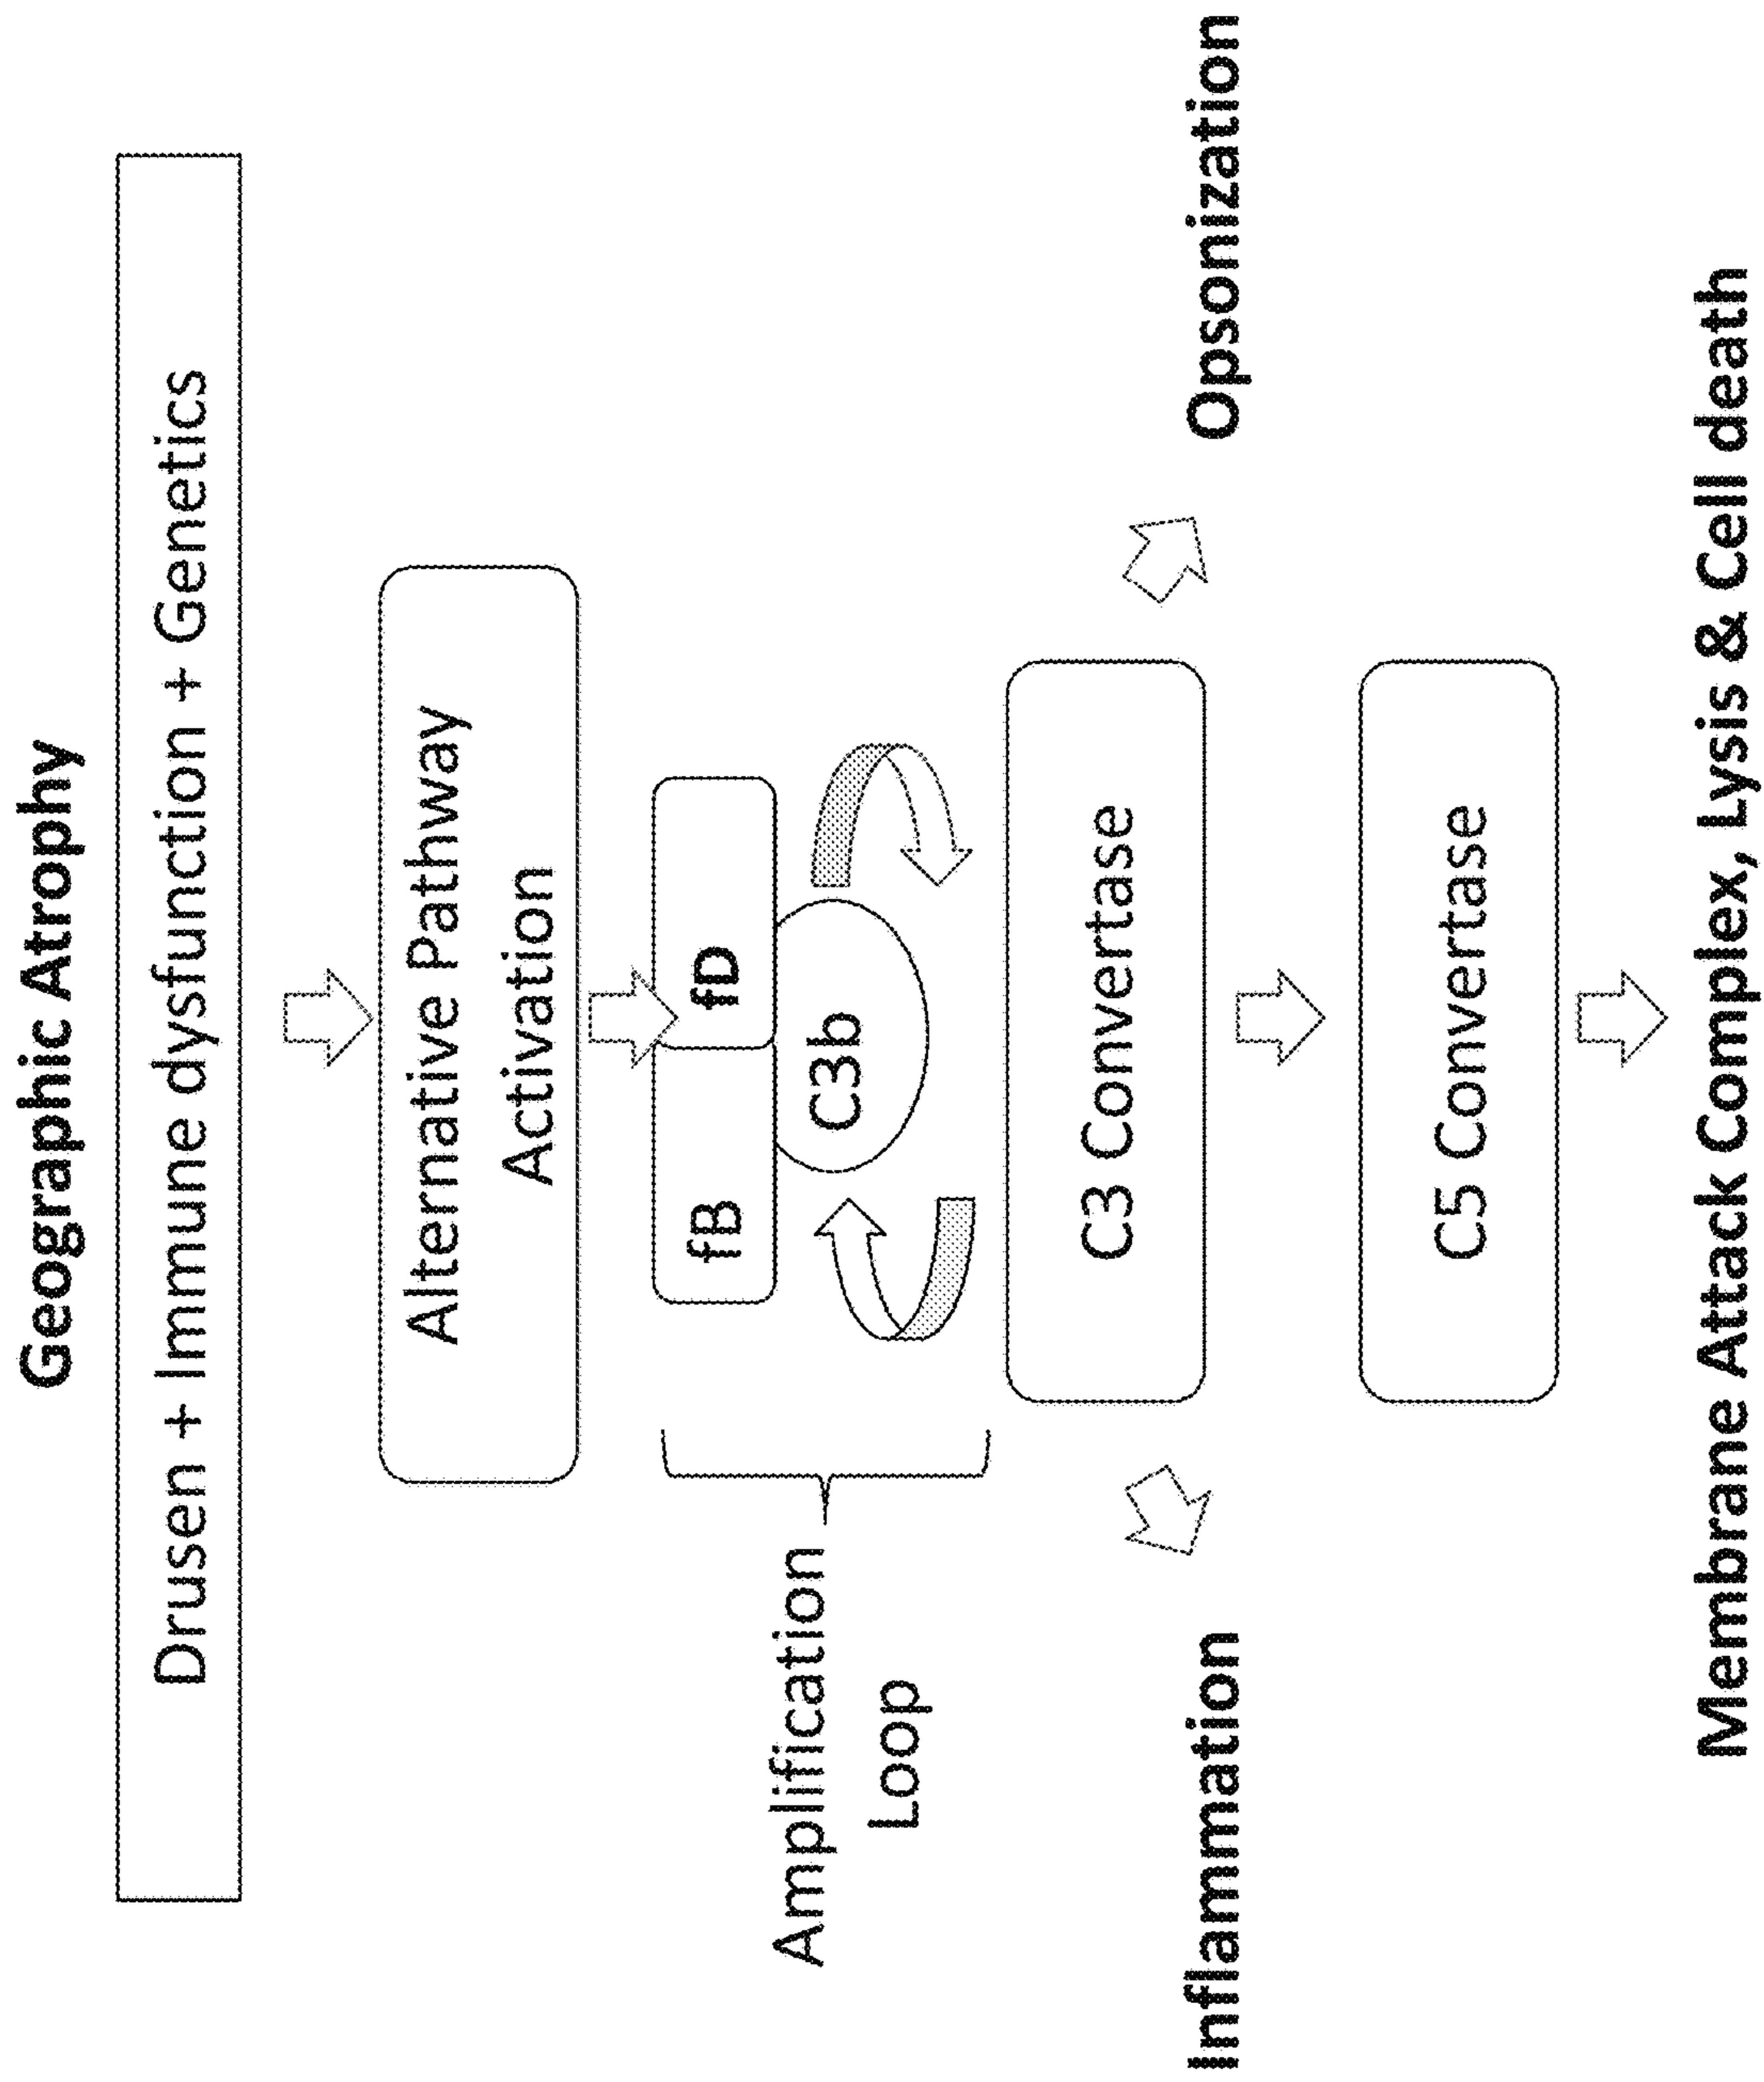 Geographic Atrophy
Drusen + Immune dysfunction + Genetics
Alternative Pathway
Activation
fB
fD
C3b
Amplification
Loop
C3 Convertase
Inflammation
Opsonization
C5 Convertase
Membrane Attack Complex, Lysis & Cell death